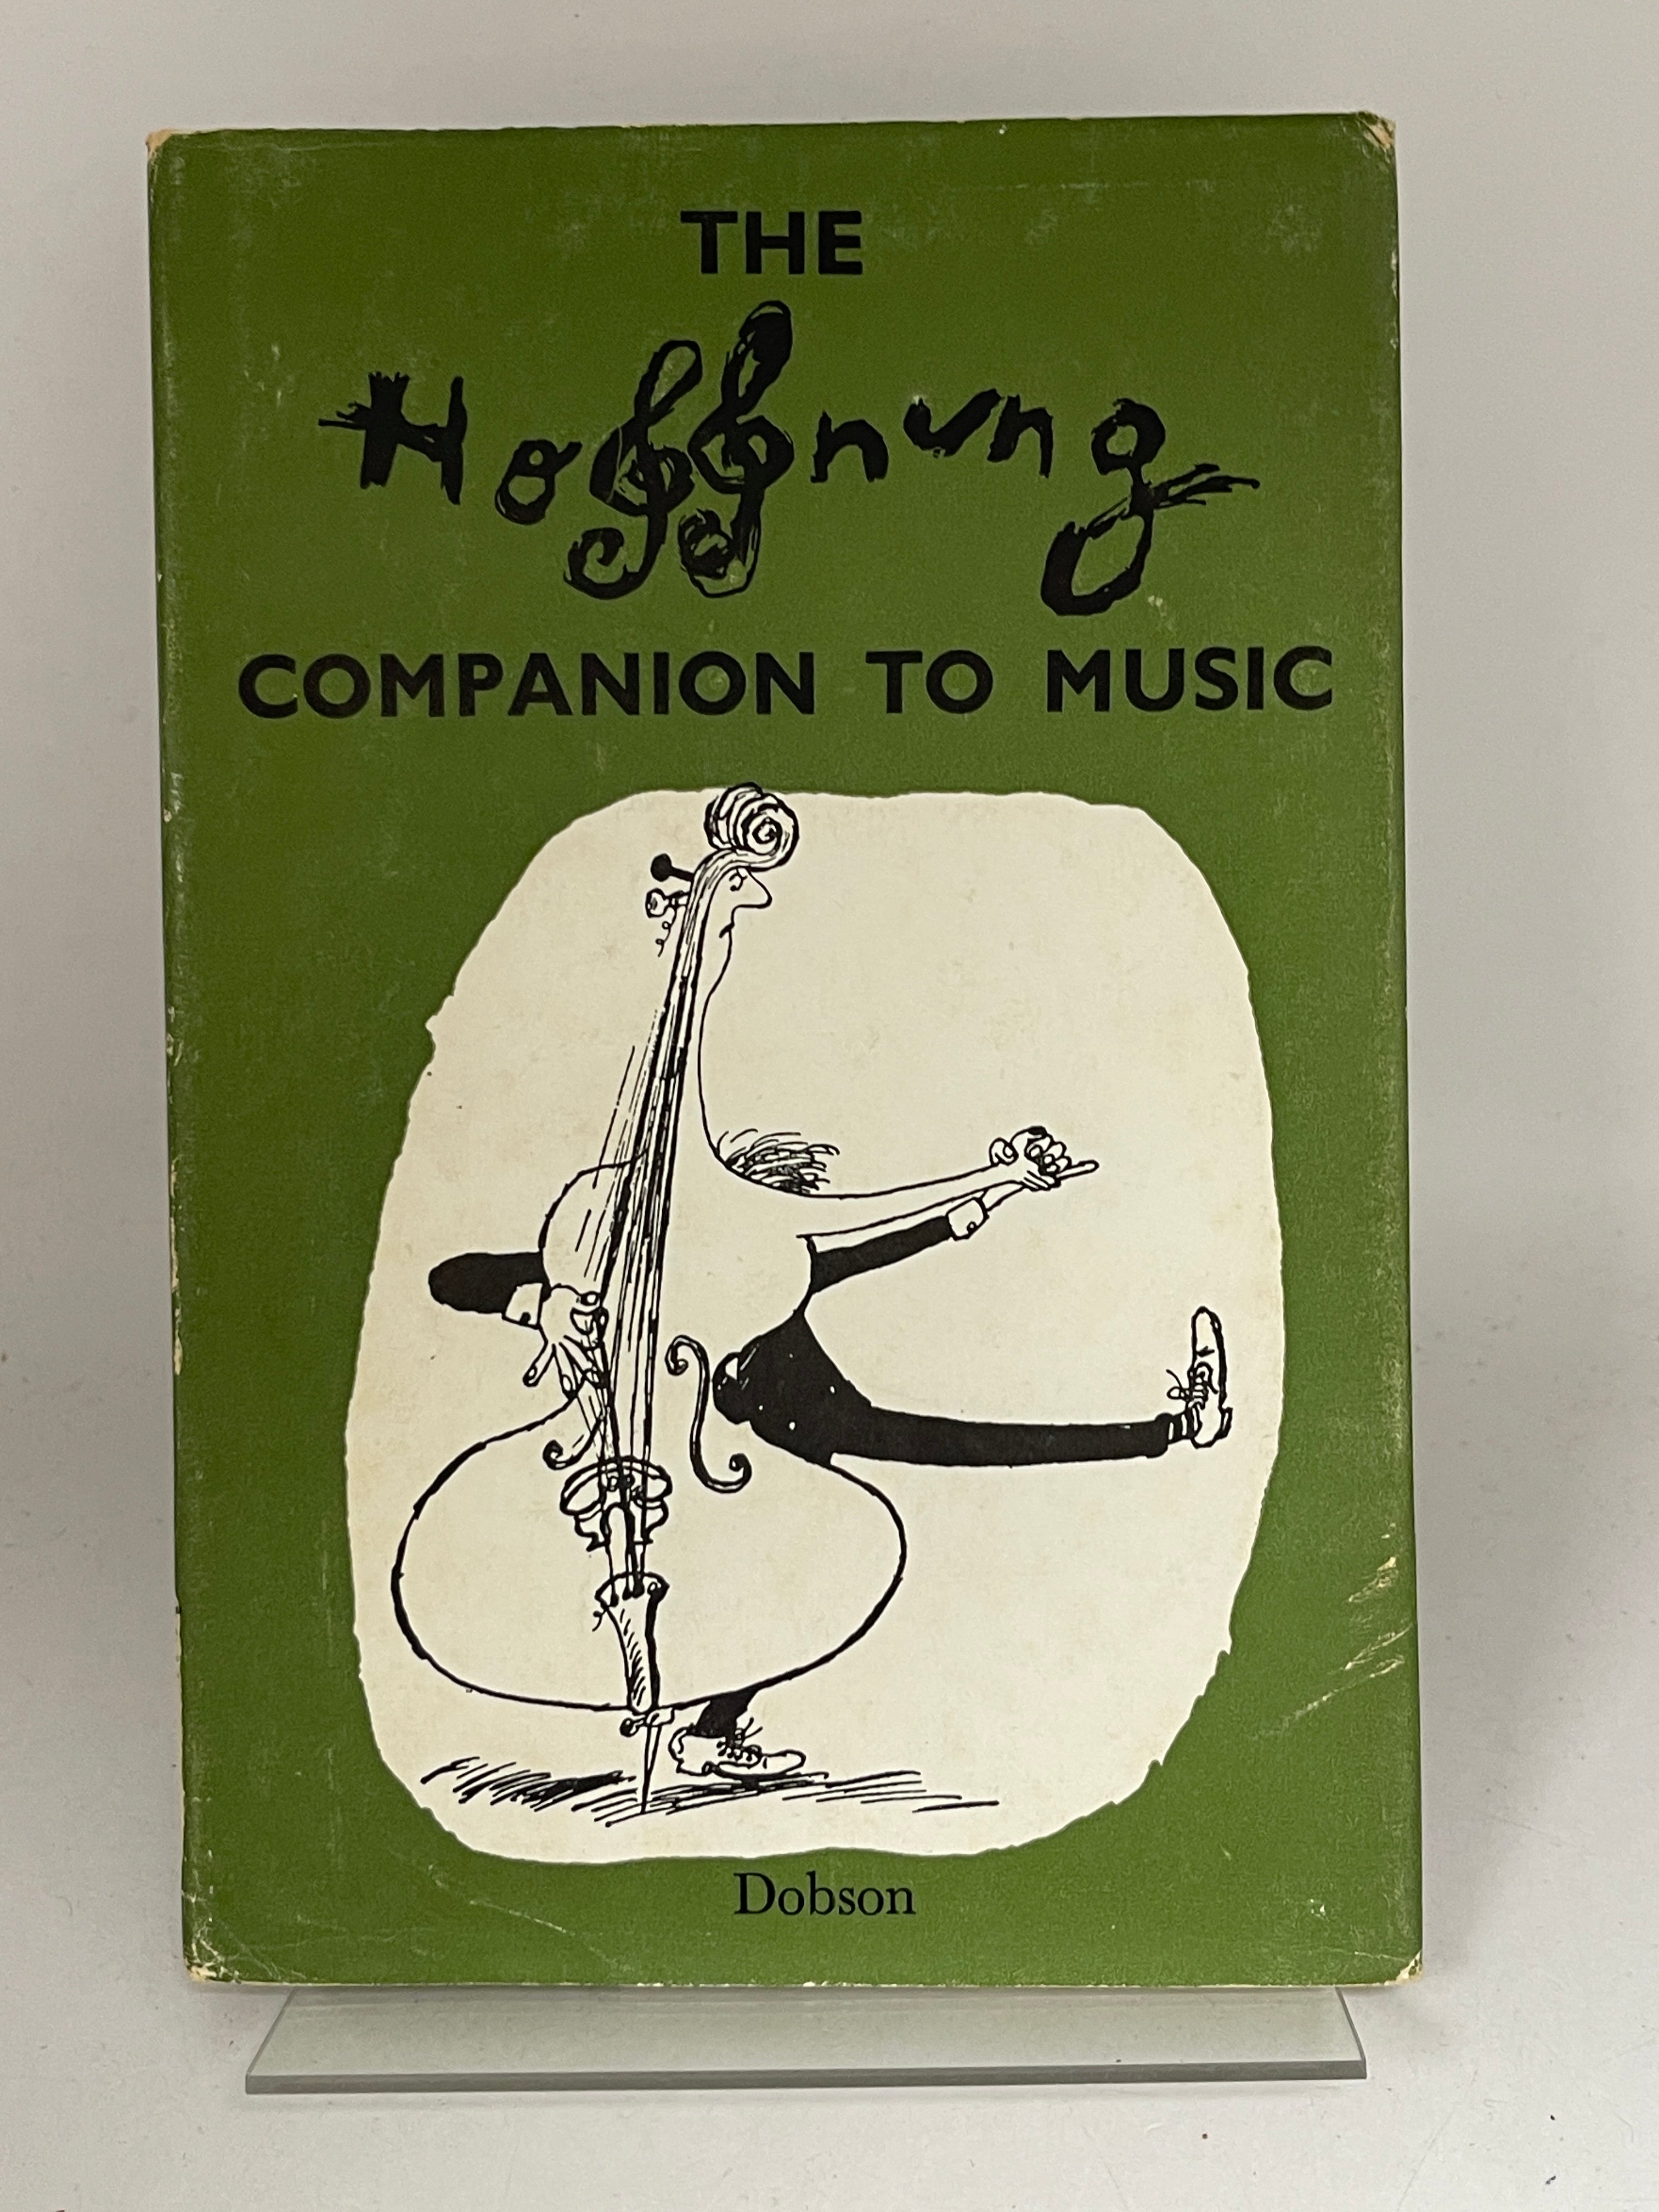 THE
Hoffnung
COMPANION TO MUSIC
Dobson